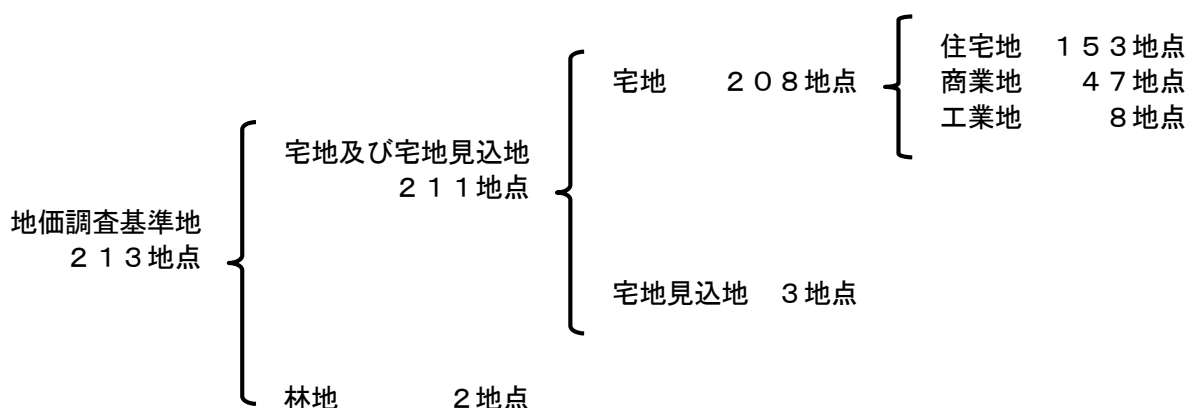 地価調査基準地
２１３地点
宅地及び宅地見込地
２１１地点
宅地　　２０８地点
住宅地　１５３地点
商業地　　４７地点
工業地　　　８地点
宅地見込地　３地点
林地　　　　２地点